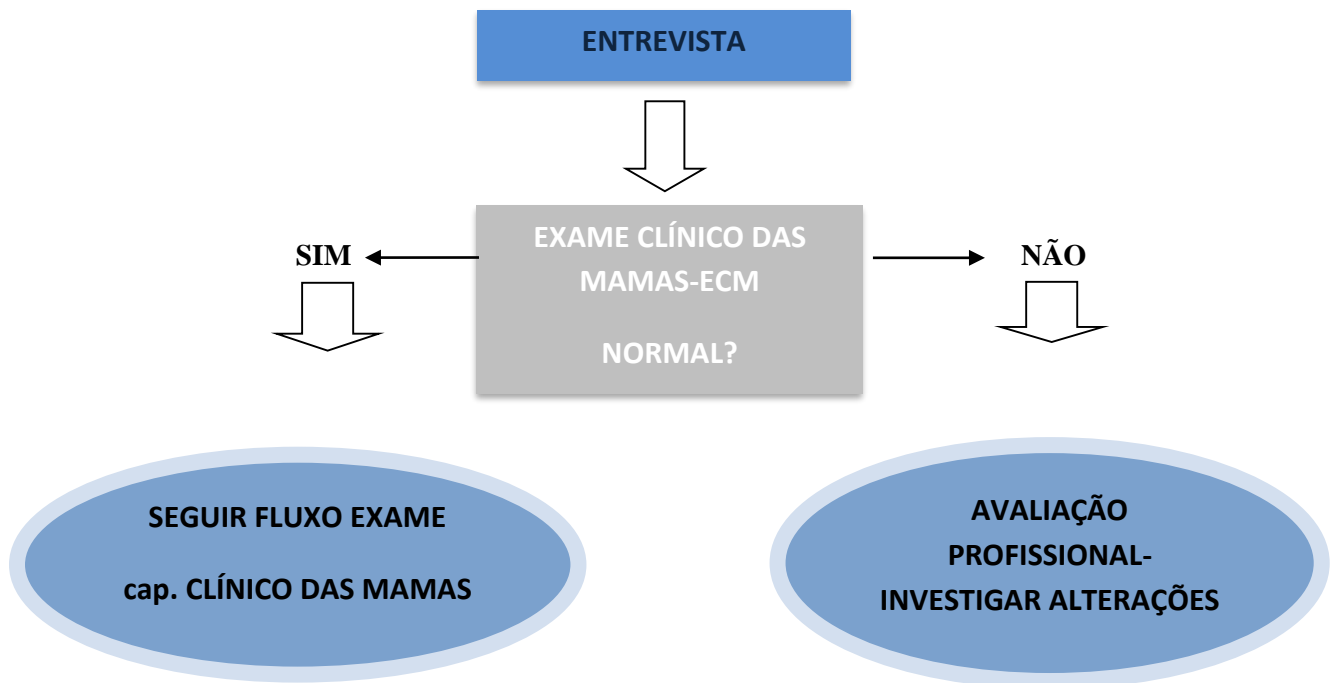 ENTREVISTA
EXAME CLÍNICO DAS
MAMAS-ECM
NORMAL?
SIM
NÃO
SEGUIR FLUXO EXAME
cap. CLÍNICO DAS MAMAS
AVALIAÇÃO
PROFISSIONAL-
INVESTIGAR ALTERAÇÕES